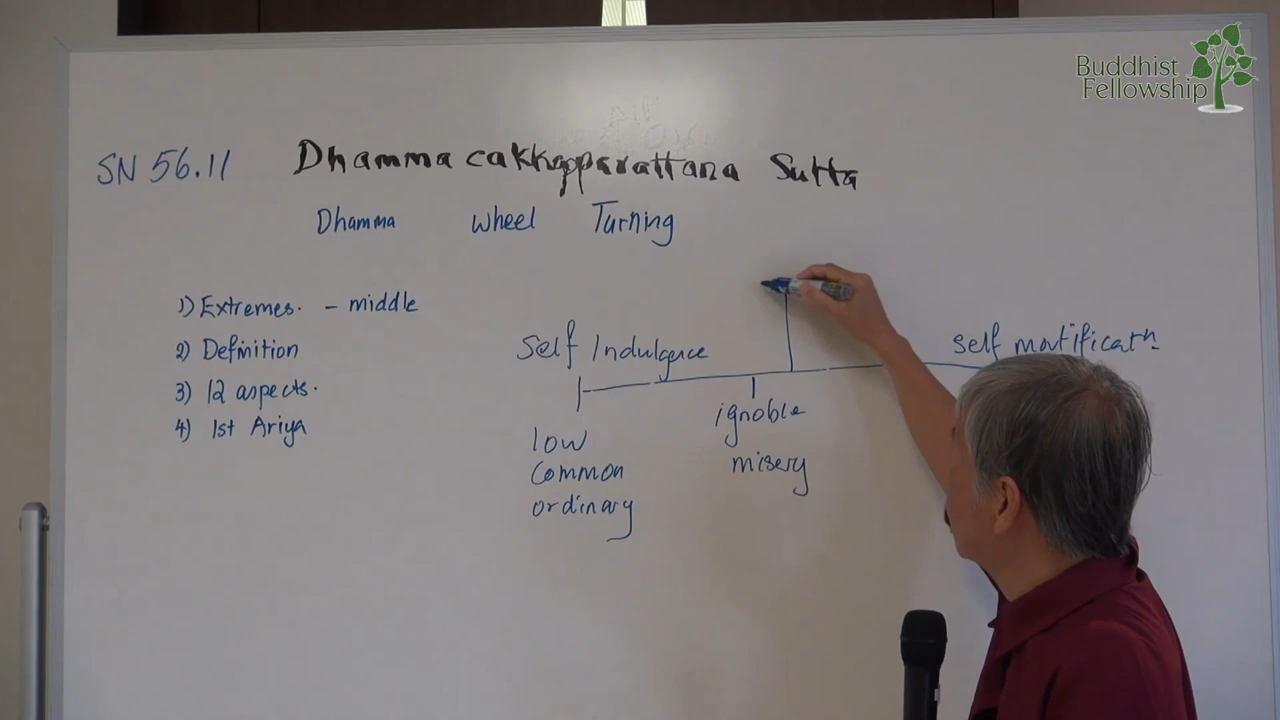 Buddhist
Fellowship
SN 56.11 Dhammacakkapparattana Sutta
Dhamma wheel Turning
1) Extremes. – middle
2) Definition
3) 12 aspects.
4) 1st Ariya
Self Indulgence
self mortificatn
low
common
ordinary
ignoble
misery